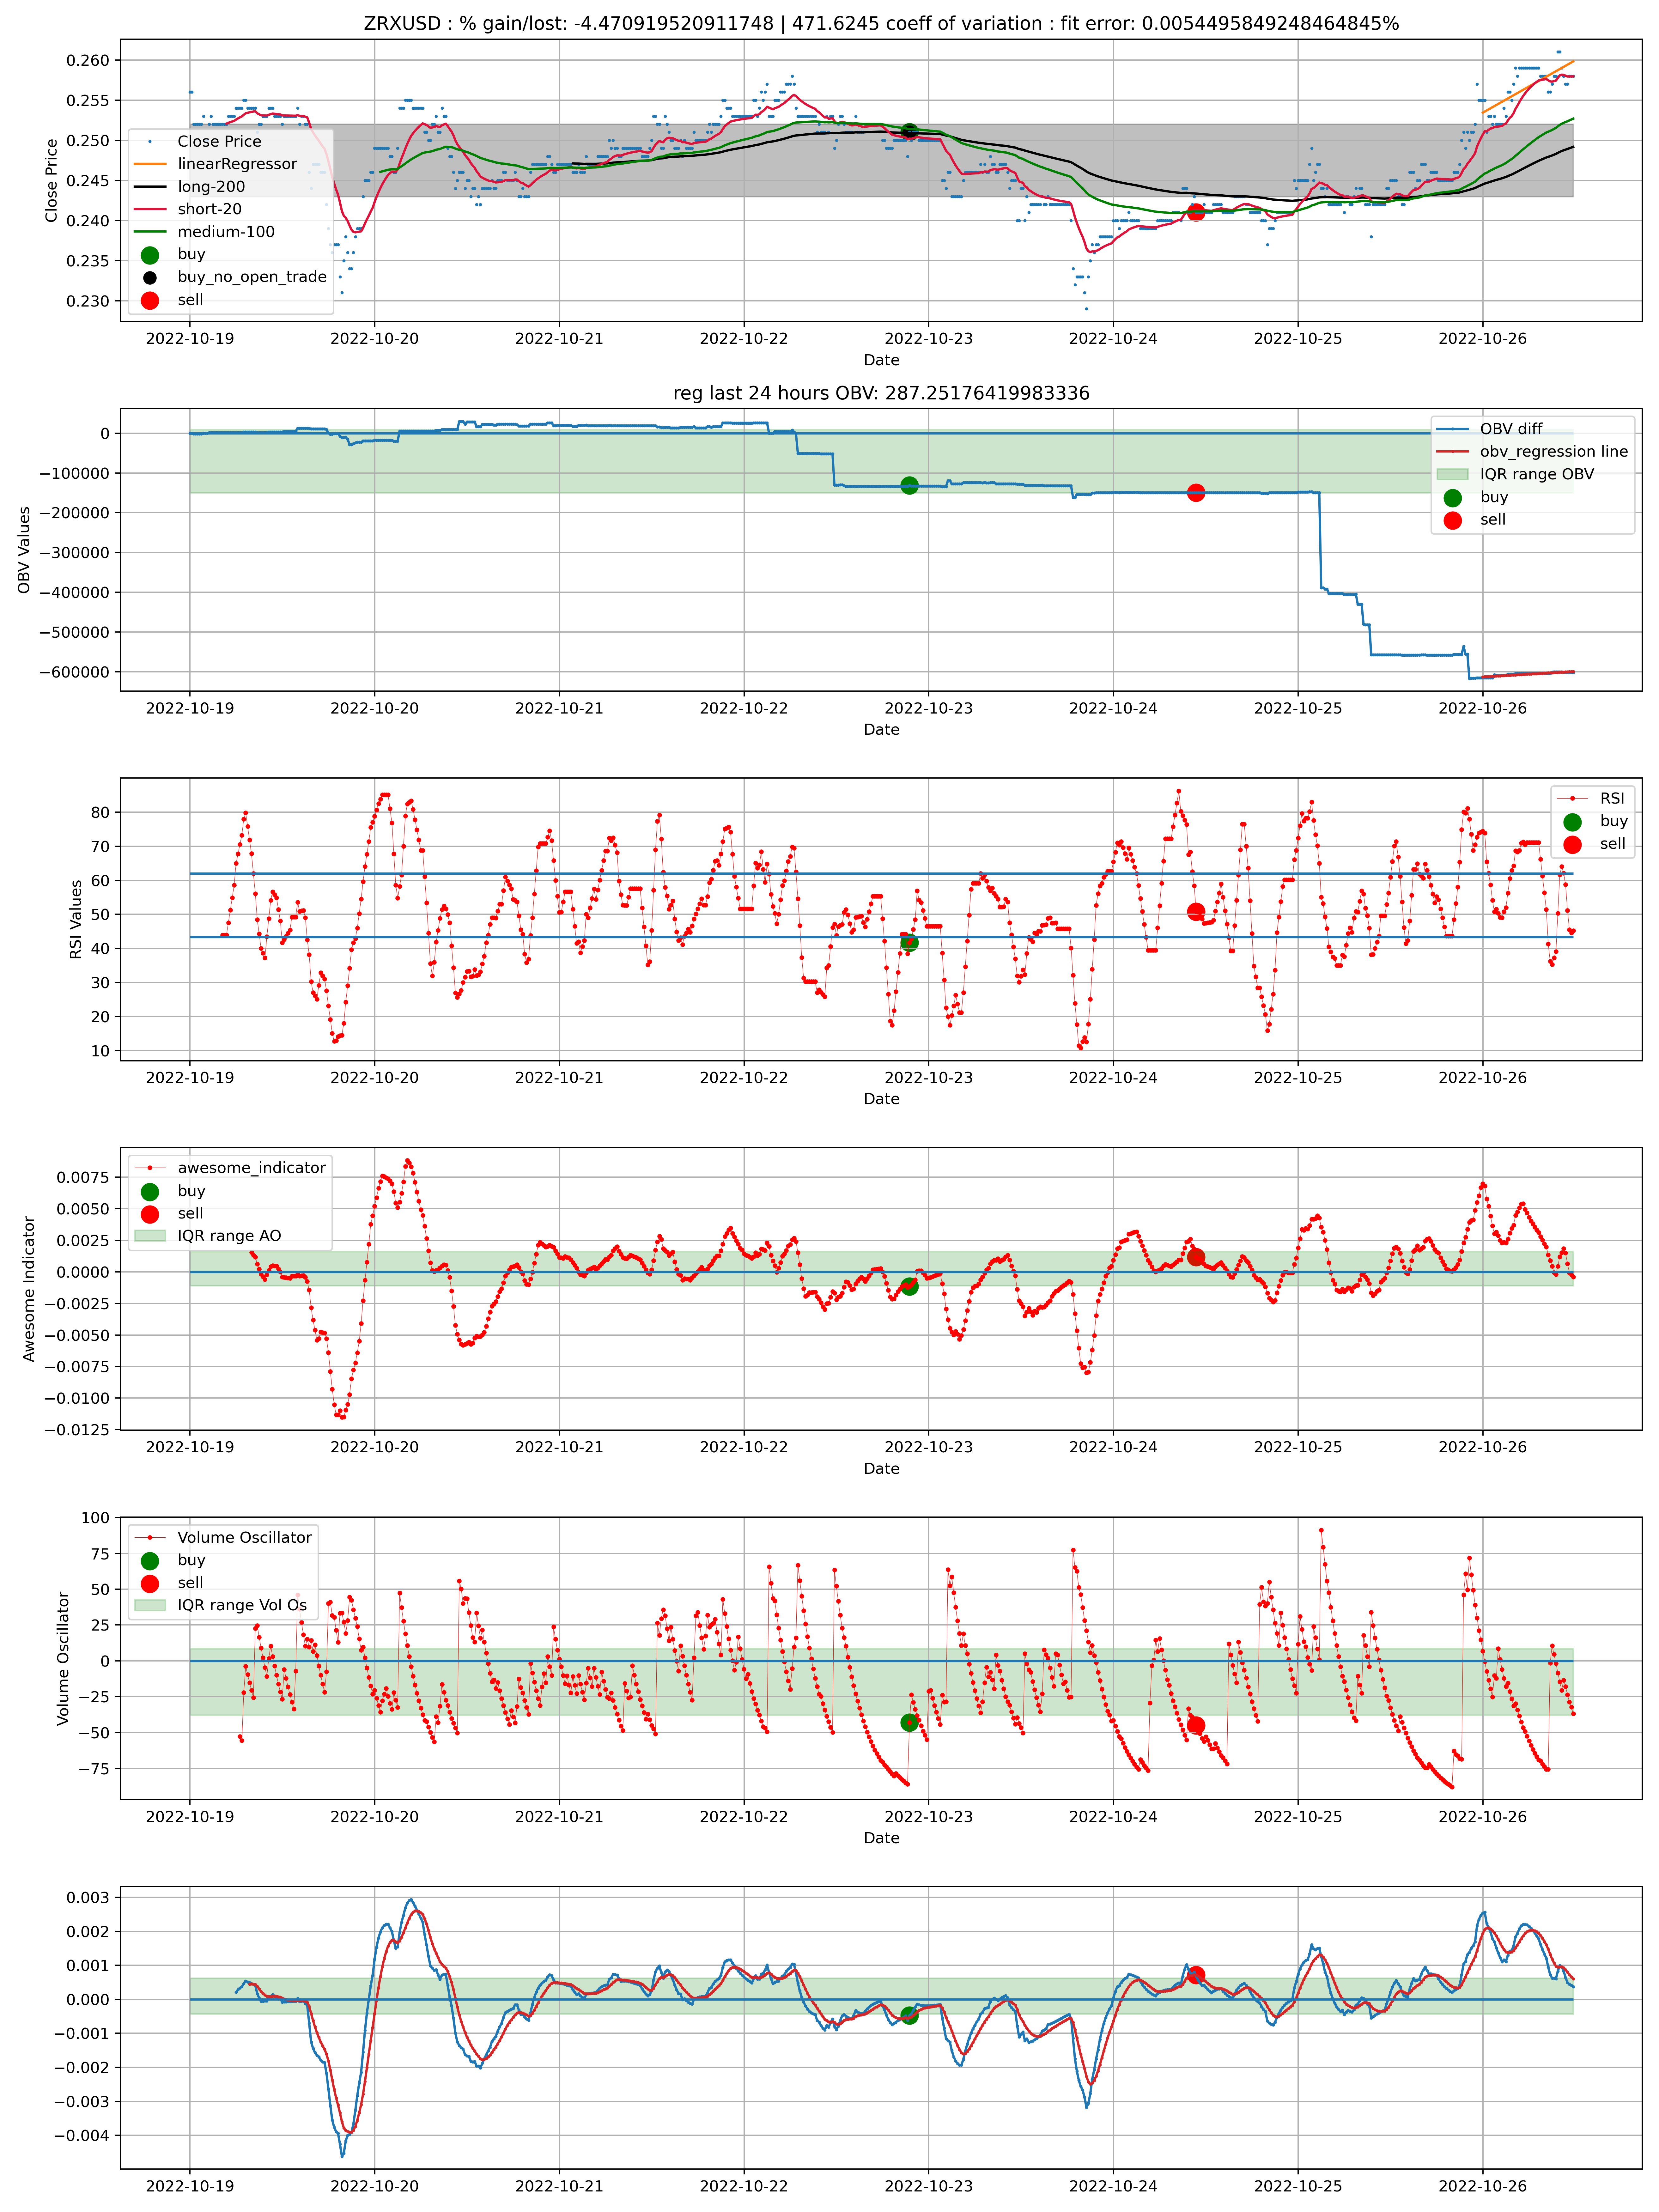 ZRXUSD : % gain/lost: -4.470919520911748 | 471.6245 coeff of variation : fit error: 0.0054495849248464845%
Close Price
0.260
0.255
0.250
0.245
0.240
0.235
0.230
Close Price
linearRegressor
long-200
short-20
medium-100
buy
buy_no_open_trade
sell
2022-10-19 2022-10-20 2022-10-21 2022-10-22 2022-10-23 2022-10-24 2022-10-25 2022-10-26
Date
reg last 24 hours OBV: 287.25176419983336
OBV Values
0
−100000
−200000
−300000
−400000
−500000
−600000
OBV diff
obv_regression line
IQR range OBV
buy
sell
2022-10-19 2022-10-20 2022-10-21 2022-10-22 2022-10-23 2022-10-24 2022-10-25 2022-10-26
Date
RSI Values
80
70
60
50
40
30
20
10
RSI
buy
sell
2022-10-19 2022-10-20 2022-10-21 2022-10-22 2022-10-23 2022-10-24 2022-10-25 2022-10-26
Date
Awesome Indicator
0.0075
0.0050
0.0025
0.0000
−0.0025
−0.0050
−0.0075
−0.0100
−0.0125
awesome_indicator
buy
sell
IQR range AO
2022-10-19 2022-10-20 2022-10-21 2022-10-22 2022-10-23 2022-10-24 2022-10-25 2022-10-26
Date
Volume Oscillator
100
75
50
25
0
−25
−50
−75
Volume Oscillator
buy
sell
IQR range Vol Os
2022-10-19 2022-10-20 2022-10-21 2022-10-22 2022-10-23 2022-10-24 2022-10-25 2022-10-26
Date
0.003
0.002
0.001
0.000
−0.001
−0.002
−0.003
−0.004
2022-10-19 2022-10-20 2022-10-21 2022-10-22 2022-10-23 2022-10-24 2022-10-25 2022-10-26